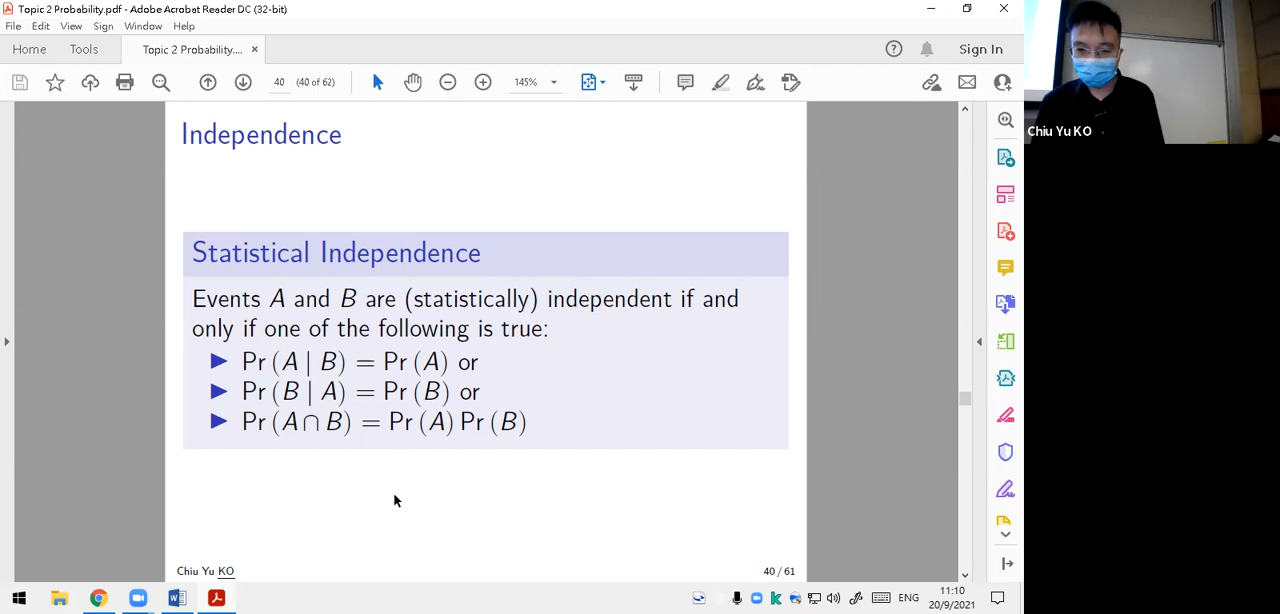 Topic 2 Probability.pdf - Adobe Acrobat Reader DC (32-bit)
File Edit View Sign Window Help
Home Tools Topic 2 Probability.... × Sign In
40 (40 of 62) 145%
Independence
Statistical Independence
Events A and B are (statistically) independent if and
only if one of the following is true:
▶ Pr (A | B) = Pr (A) or
▶ Pr (B | A) = Pr (B) or
▶ Pr (A ∩ B) = Pr (A) Pr (B)
Chiu Yu KO 40 / 61
Chiu Yu KO
ENG 11:10
20/9/2021